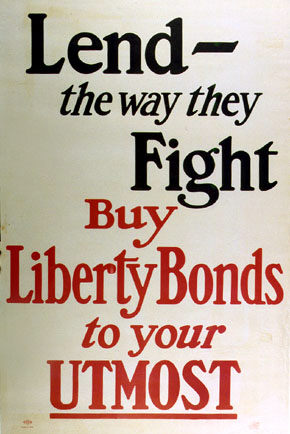 Lend—
the way they
Fight
Buy
Liberty Bonds
to your
UTMOST